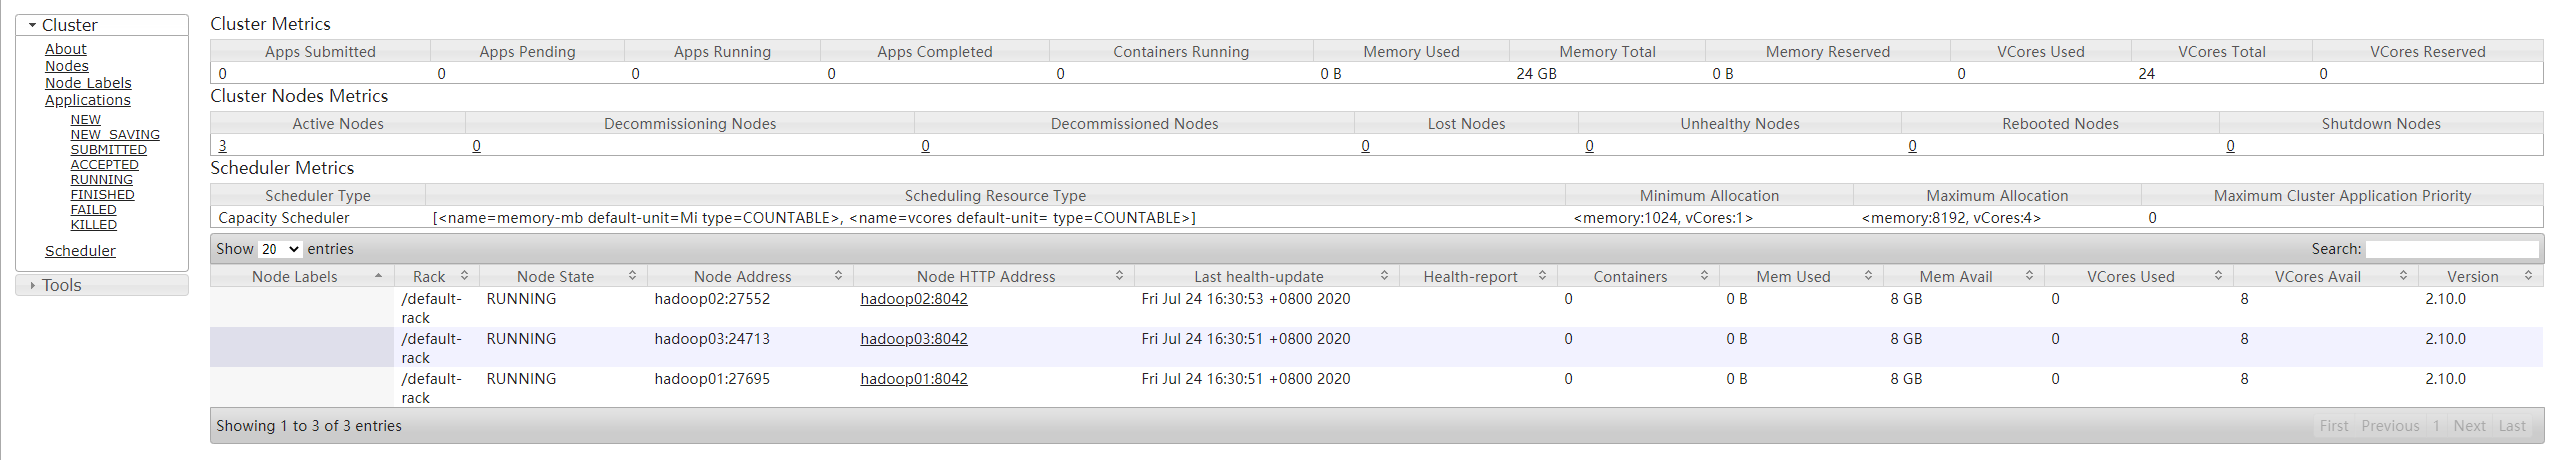 Cluster
About
Nodes
Node Labels
Applications
NEW
NEW_SAVING
SUBMITTED
ACCEPTED
RUNNING
FINISHED
FAILED
KILLED
Scheduler
Tools
Cluster Metrics
Apps Submitted Apps Pending Apps Running Apps Completed Containers Running Memory Used Memory Total Memory Reserved VCores Used VCores Total VCores Reserved
0 0 0 0 0 0 B 24 GB 0 B 0 24 0
Cluster Nodes Metrics
Active Nodes Decommissioning Nodes Decommissioned Nodes Lost Nodes Unhealthy Nodes Rebooted Nodes Shutdown Nodes
3 0 0 0 0 0 0
Scheduler Metrics
Scheduler Type Scheduling Resource Type Minimum Allocation Maximum Allocation Maximum Cluster Application Priority
Capacity Scheduler [<name=memory-mb default-unit=Mi type=COUNTABLE>, <name=vcores default-unit= type=COUNTABLE>] <memory:1024, vCores:1> <memory:8192, vCores:4> 0
Show 20 entries Search:
Node Labels Rack Node State Node Address Node HTTP Address Last health-update Health-report Containers Mem Used Mem Avail VCores Used VCores Avail Version
/default- RUNNING hadoop02:27552 hadoop02:8042 Fri Jul 24 16:30:53 +0800 2020 0 0 B 8 GB 0 8 2.10.0
rack
/default- RUNNING hadoop03:24713 hadoop03:8042 Fri Jul 24 16:30:51 +0800 2020 0 0 B 8 GB 0 8 2.10.0
rack
/default- RUNNING hadoop01:27695 hadoop01:8042 Fri Jul 24 16:30:51 +0800 2020 0 0 B 8 GB 0 8 2.10.0
rack
Showing 1 to 3 of 3 entries First Previous 1 Next Last